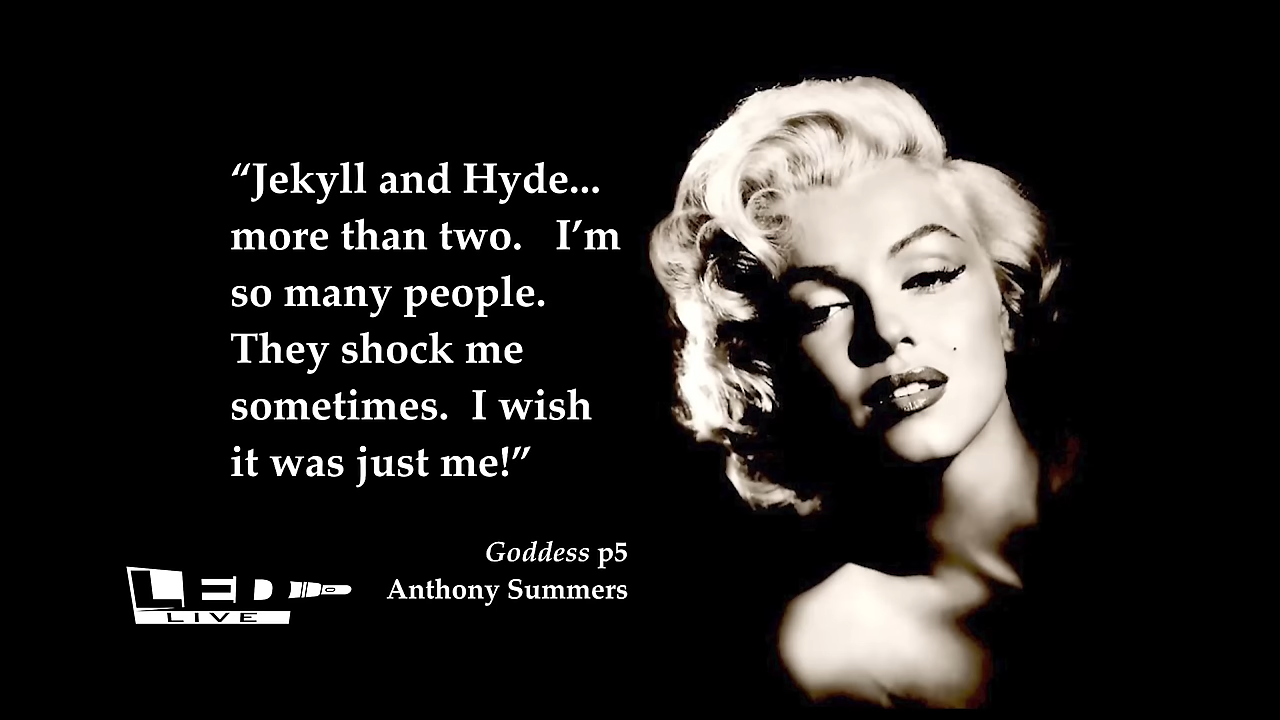 “Jekyll and Hyde...
more than two.   I’m
so many people.
They shock me
sometimes.  I wish
it was just me!”
Goddess p5
Anthony Summers
LED
LIVE